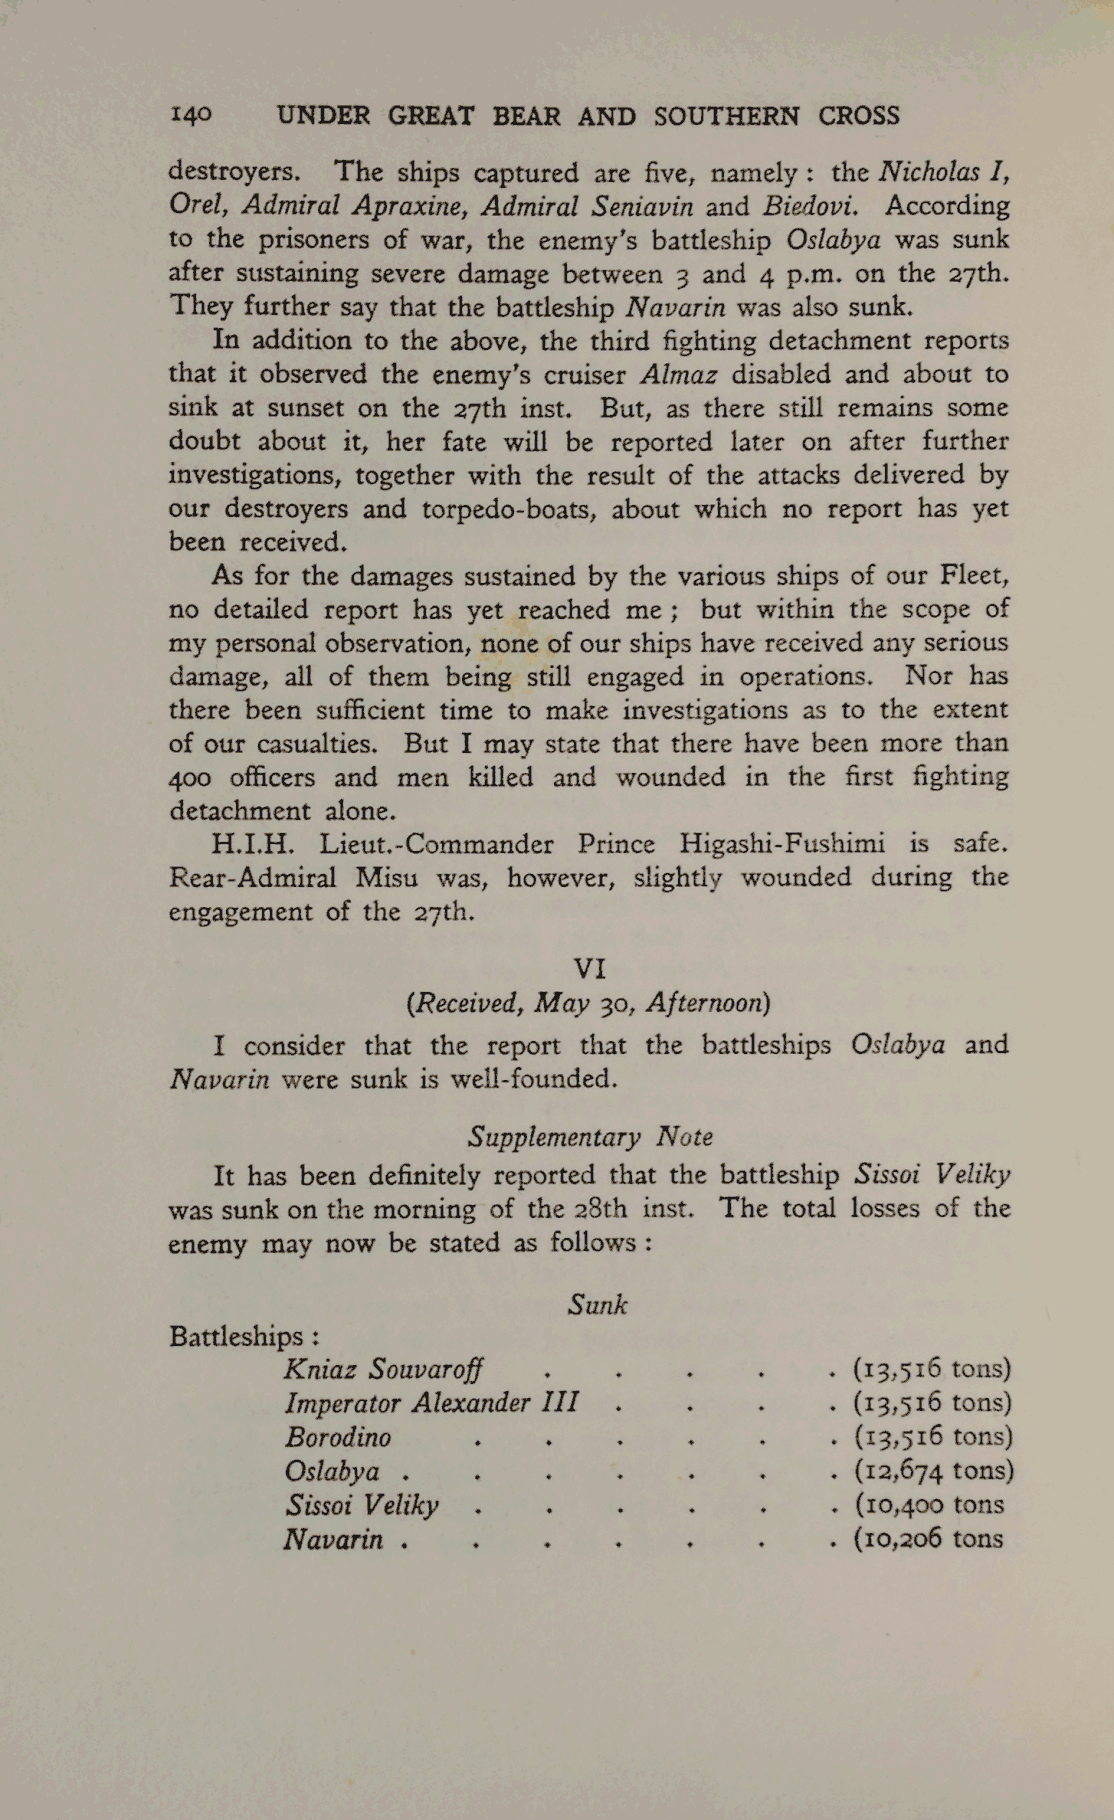 140 UNDER GREAT BEAR AND SOUTHERN CROSS
destroyers. The ships captured are five, namely : the Nicholas I,
Orel, Admiral Apraxine, Admiral Seniavin and Biedovi. According
to the prisoners of war, the enemy's battleship Oslabya was sunk
after sustaining severe damage between 3 and 4 p.m. on the 27th.
They further say that the battleship Navarin was also sunk.
In addition to the above, the third fighting detachment reports
that it observed the enemy's cruiser Almaz disabled and about to
sink at sunset on the 27th inst. But, as there still remains some
doubt about it, her fate will be reported later on after further
investigations, together with the result of the attacks delivered by
our destroyers and torpedo-boats, about which no report has yet
been received.
As for the damages sustained by the various ships of our Fleet,
no detailed report has yet reached me ; but within the scope of
my personal observation, none of our ships have received any serious
damage, all of them being still engaged in operations. Nor has
there been sufficient time to make investigations as to the extent
of our casualties. But I may state that there have been more than
400 officers and men killed and wounded in the first fighting
detachment alone.
H.I.H. Lieut.-Commander Prince Higashi-Fushimi is safe.
Rear-Admiral Misu was, however, slightly wounded during the
engagement of the 27th.
VI
(Received, May 30, Afternoon)
I consider that the report that the battleships Oslabya and
Navarin were sunk is well-founded.
Supplementary Note
It has been definitely reported that the battleship Sissoi Veliky
was sunk on the morning of the 28th inst. The total losses of the
enemy may now be stated as follows :
Sunk
Battleships :
Kniaz Souvaroff . . . . . (13,516 tons)
Imperator Alexander III . . . . (13,516 tons)
Borodino . . . . . . (13,516 tons)
Oslabya . . . . . . . (12,674 tons)
Sissoi Veliky . . . . . . (10,400 tons
Navarin . . . . . . . (10,206 tons